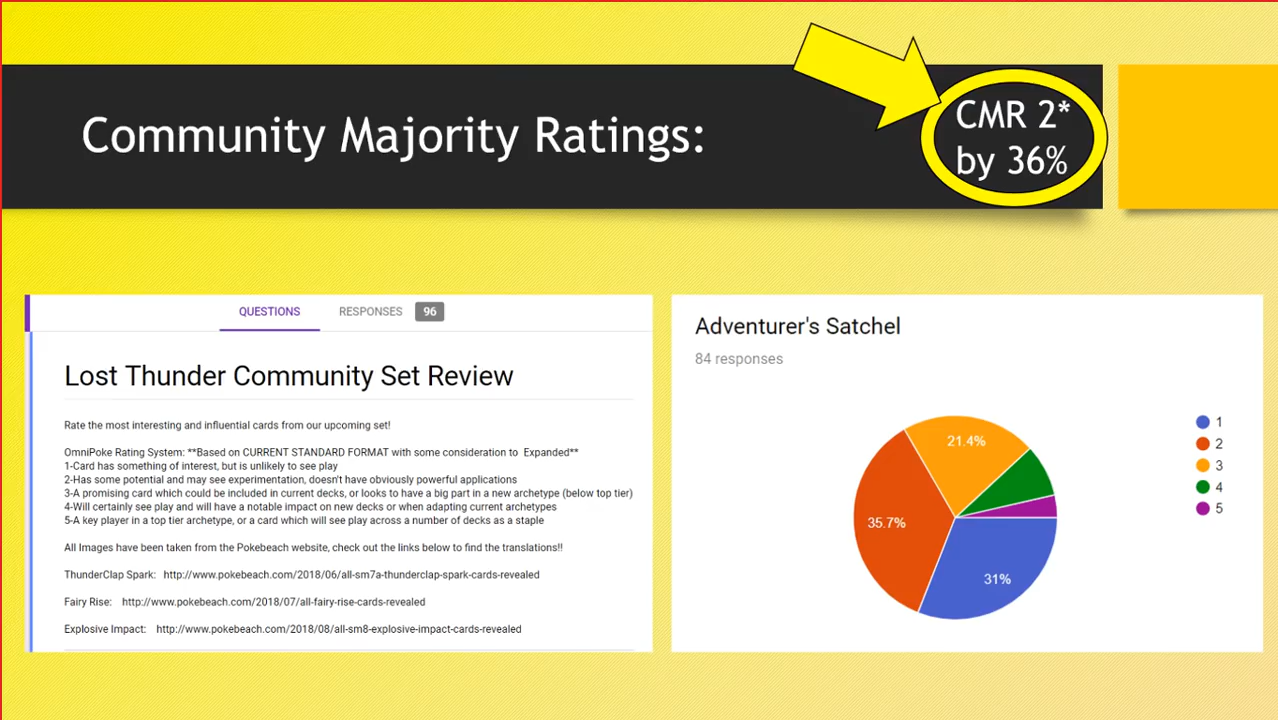 Community Majority Ratings:
CMR 2*
by 36%
QUESTIONS RESPONSES 96
Lost Thunder Community Set Review
Rate the most interesting and influential cards from our upcoming set!
OmniPoke Rating System: **Based on CURRENT STANDARD FORMAT with some consideration to Expanded**
1-Card has something of interest, but is unlikely to see play
2-Has some potential and may see experimentation, doesn't have obviously powerful applications
3-A promising card which could be included in current decks, or looks to have a big part in a new archetype (below top tier)
4-Will certainly see play and will have a notable impact on new decks or when adapting current archetypes
5-A key player in a top tier archetype, or a card which will see play across a number of decks as a staple
All Images have been taken from the Pokebeach website, check out the links below to find the translations!!
ThunderClap Spark: http://www.pokebeach.com/2018/06/all-sm7a-thunderclap-spark-cards-revealed
Fairy Rise: http://www.pokebeach.com/2018/07/all-fairy-rise-cards-revealed
Explosive Impact: http://www.pokebeach.com/2018/08/all-sm8-explosive-impact-cards-revealed
Adventurer's Satchel
84 responses
21.4%
35.7%
31%
1
2
3
4
5